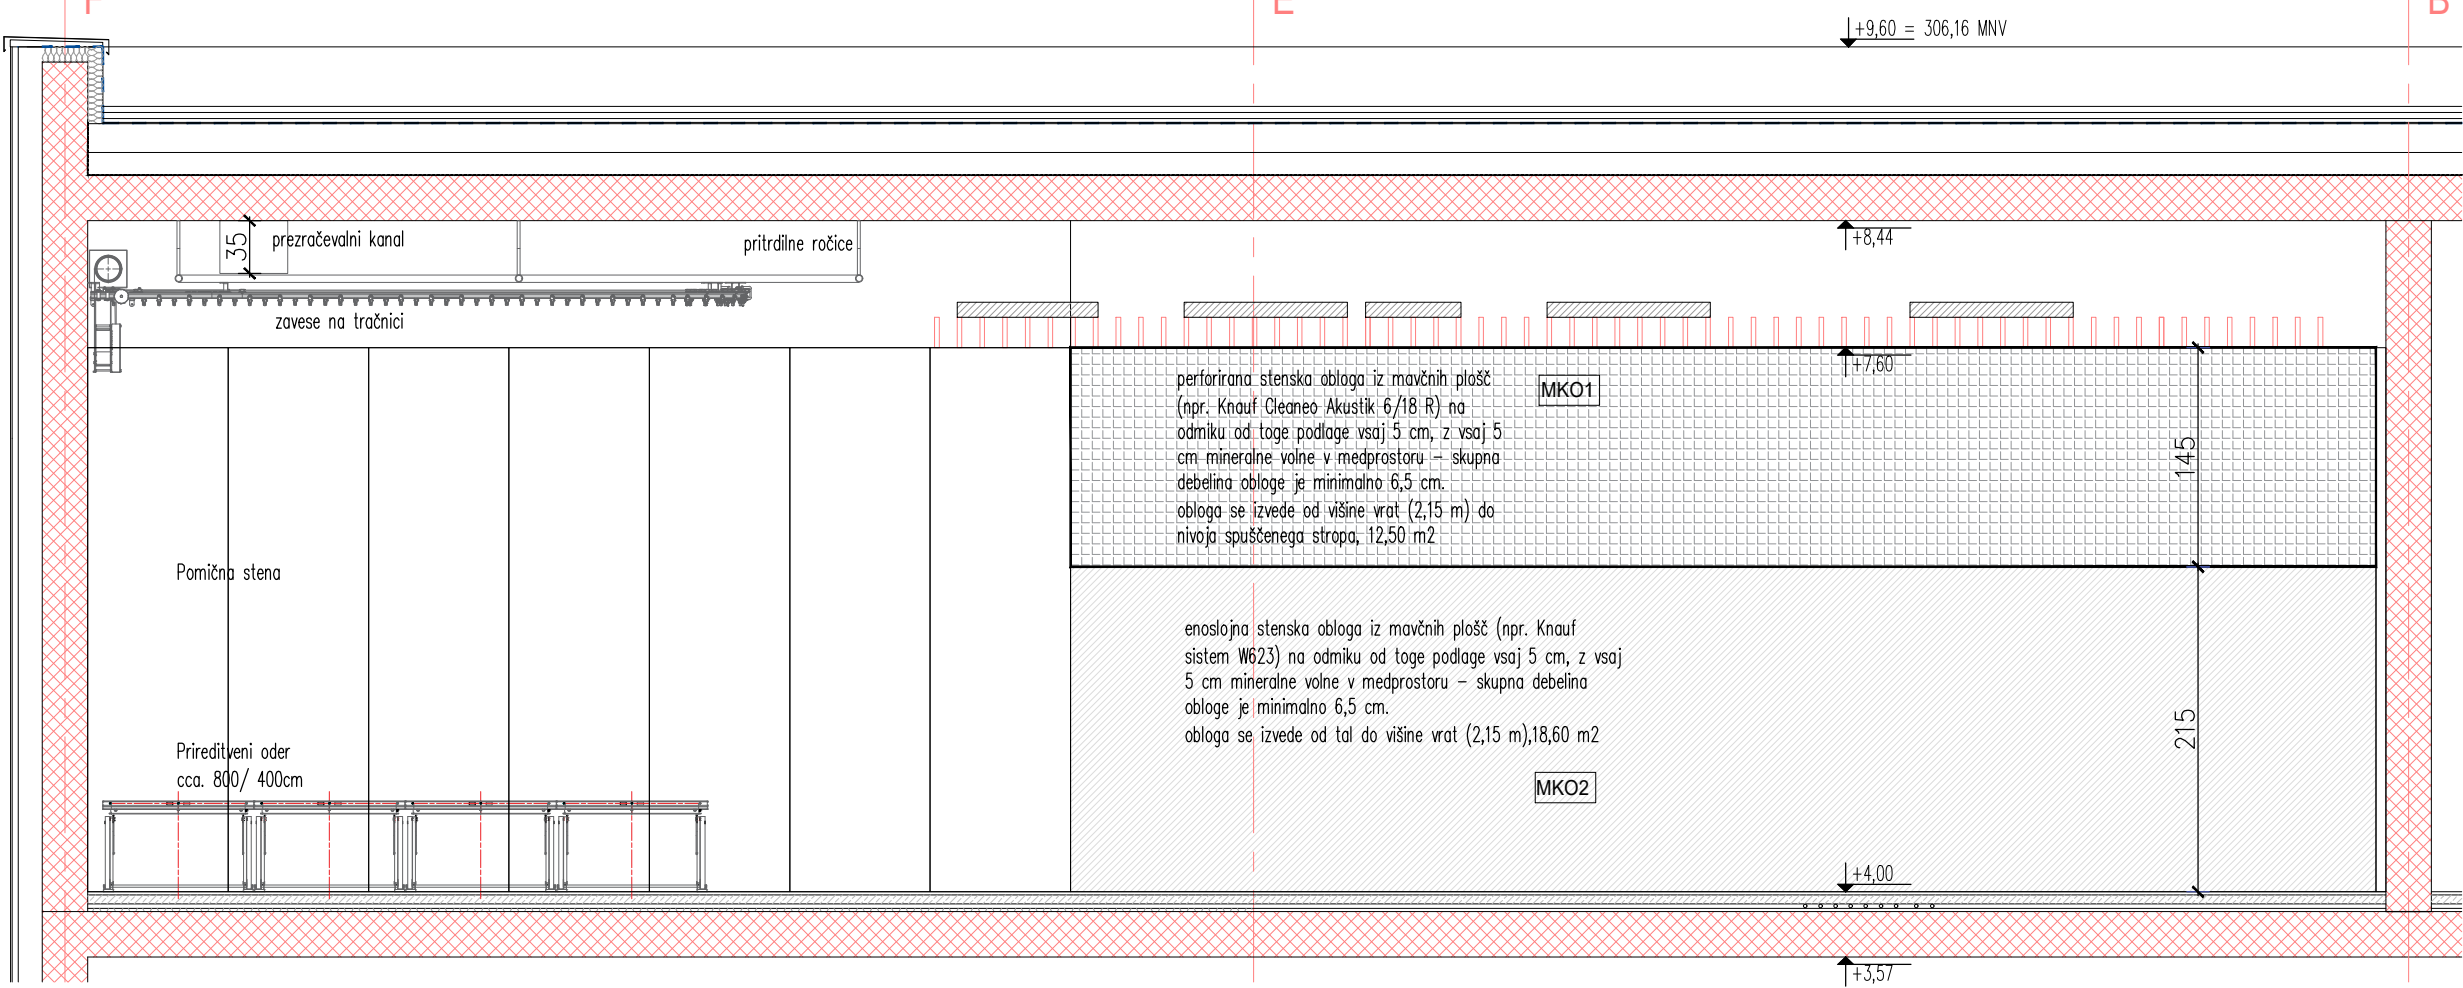 F
E
B
+9,60 = 306,16 MNV
35
prezračevalni kanal
pritrdilne ročice
+8,44
zavese na tračnici
+7,60
perforirana stenska obloga iz mavčnih plošč
(npr. Knauf Cleaneo Akustik 6/18 R) na
odmiku od toge podlage vsaj 5 cm, z vsaj 5
cm mineralne volne v medprostoru – skupna
debelina obloge je minimalno 6,5 cm.
obloga se izvede od višine vrat (2,15 m) do
nivoja spuščenega stropa, 12,50 m2
MKO1
145
Pomična stena
enoslojna stenska obloga iz mavčnih plošč (npr. Knauf
sistem W623) na odmiku od toge podlage vsaj 5 cm, z vsaj
5 cm mineralne volne v medprostoru – skupna debelina
obloge je minimalno 6,5 cm.
obloga se izvede od tal do višine vrat (2,15 m),18,60 m2
215
Prireditveni oder
cca. 800/ 400cm
MKO2
+4,00
+3,57